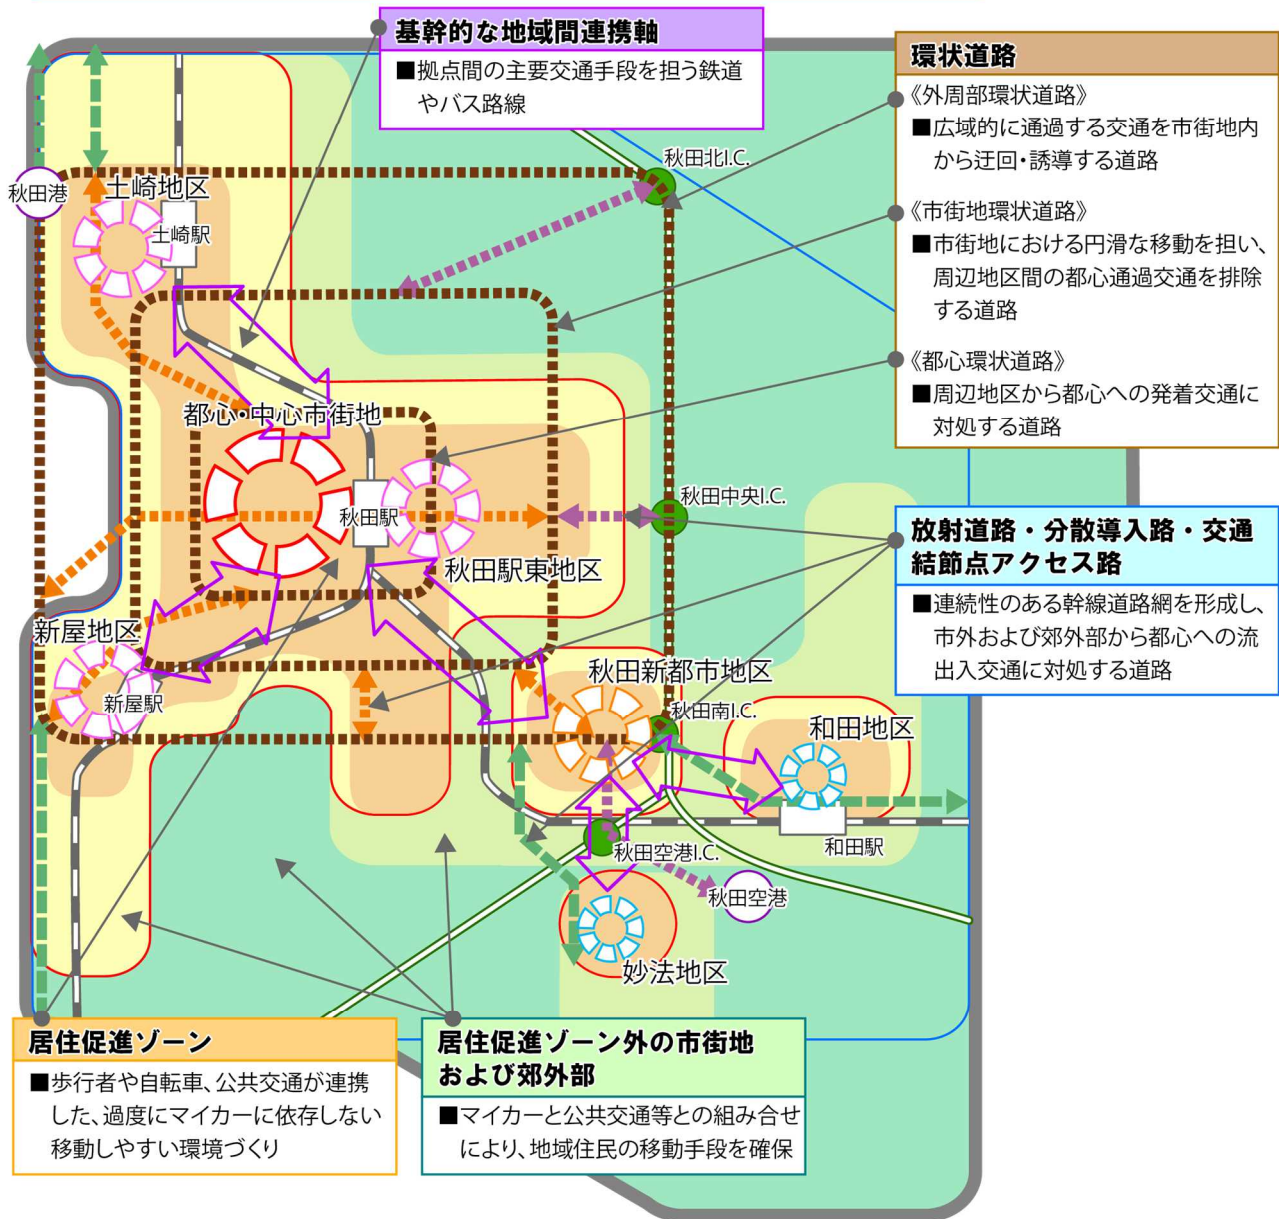 基幹的な地域間連携軸
■拠点間の主要交通手段を担う鉄道
やバス路線
環状道路
《外周部環状道路》
■広域的に通過する交通を市街地内
から迂回・誘導する道路
《市街地環状道路》
■市街地における円滑な移動を担い、
周辺地区間の都心通過交通を排除
する道路
《都心環状道路》
■周辺地区から都心への発着交通に
対処する道路
秋田北I.C.
秋田港
土崎地区
土崎駅
都心・中心市街地
秋田駅
秋田中央I.C.
秋田駅東地区
放射道路・分散導入路・交通
結節点アクセス路
■連続性のある幹線道路網を形成し、
市外および郊外部から都心への流
出入交通に対処する道路
新屋地区
新屋駅
秋田新都市地区
秋田南I.C.
和田地区
和田駅
秋田空港I.C.
秋田空港
妙法地区
居住促進ゾーン
■歩行者や自転車、公共交通が連携
した、過度にマイカーに依存しない
移動しやすい環境づくり
居住促進ゾーン外の市街地
および郊外部
■マイカーと公共交通等との組み合せ
により、地域住民の移動手段を確保